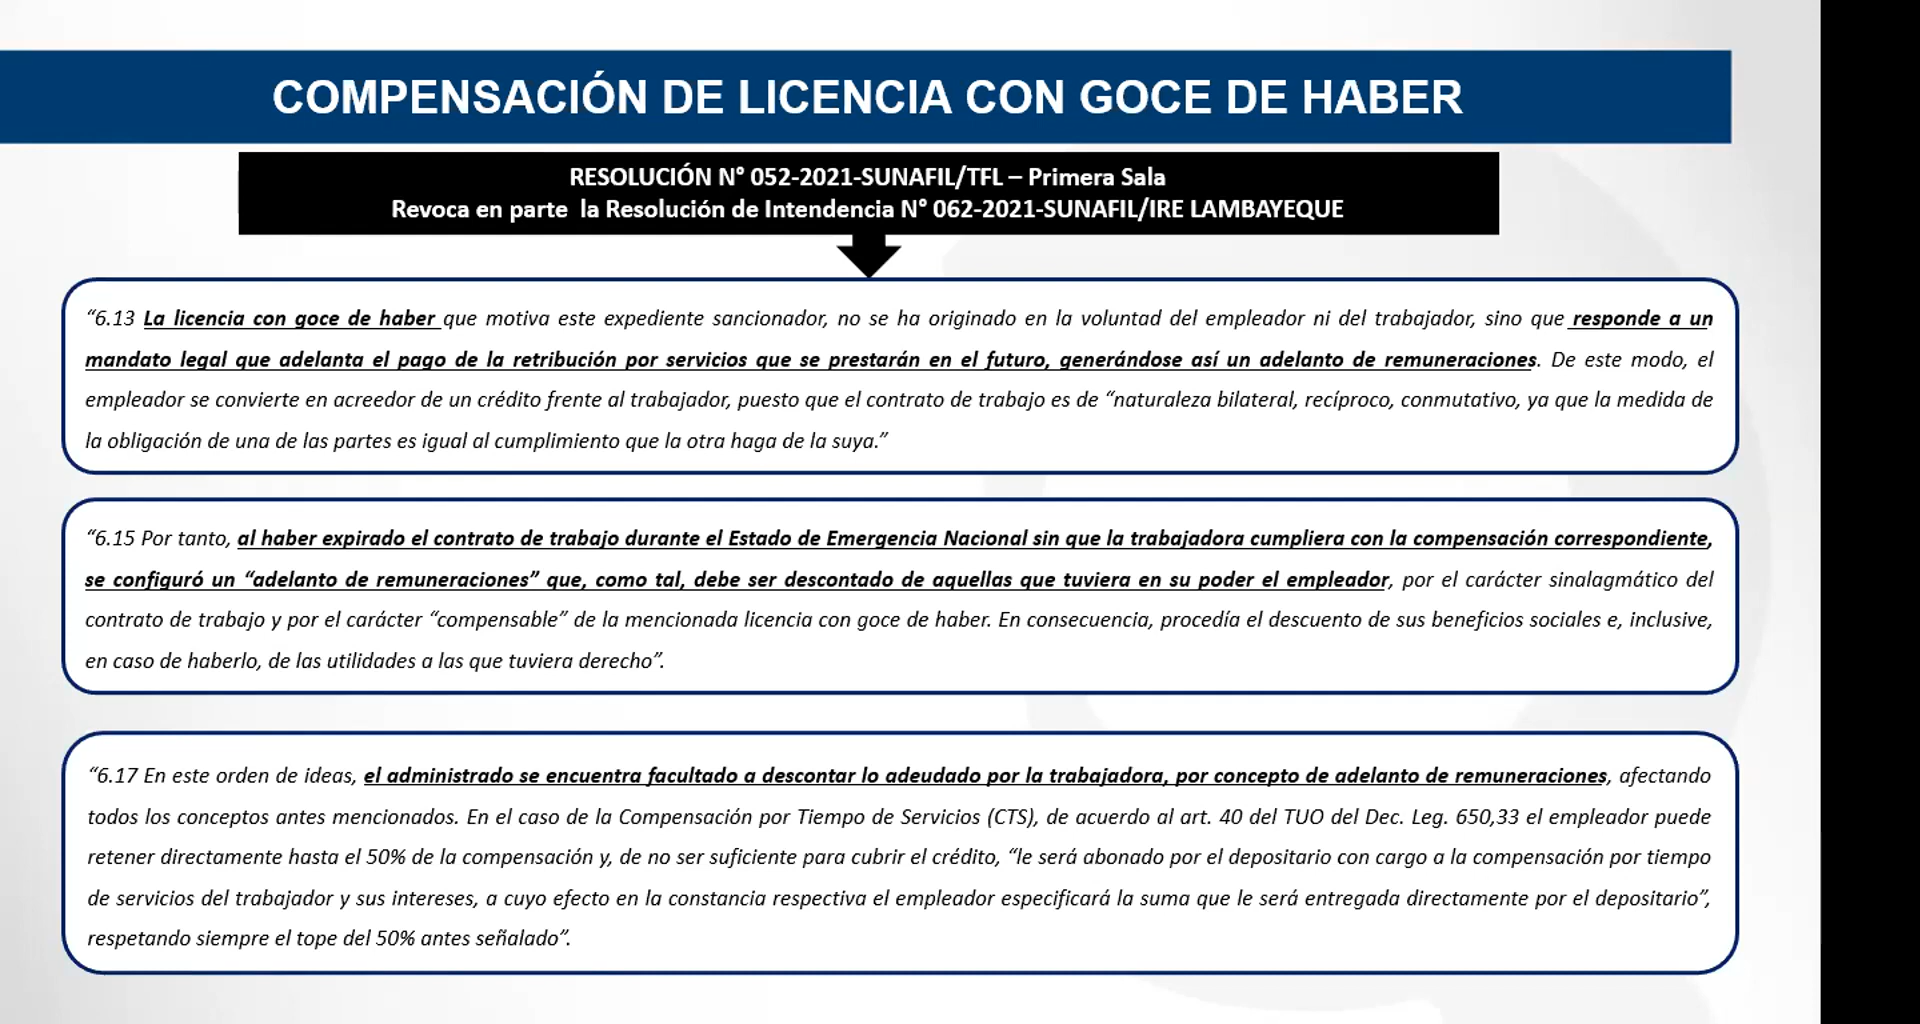 COMPENSACIÓN DE LICENCIA CON GOCE DE HABER
RESOLUCIÓN N° 052-2021-SUNAFIL/TFL – Primera Sala
Revoca en parte la Resolución de Intendencia N° 062-2021-SUNAFIL/IRE LAMBAYEQUE
“6.13 La licencia con goce de haber que motiva este expediente sancionador, no se ha originado en la voluntad del empleador ni del trabajador, sino que responde a un
mandato legal que adelanta el pago de la retribución por servicios que se prestarán en el futuro, generándose así un adelanto de remuneraciones. De este modo, el
empleador se convierte en acreedor de un crédito frente al trabajador, puesto que el contrato de trabajo es de “naturaleza bilateral, recíproco, conmutativo, ya que la medida de
la obligación de una de las partes es igual al cumplimiento que la otra haga de la suya.”
“6.15 Por tanto, al haber expirado el contrato de trabajo durante el Estado de Emergencia Nacional sin que la trabajadora cumpliera con la compensación correspondiente,
se configuró un “adelanto de remuneraciones” que, como tal, debe ser descontado de aquellas que tuviera en su poder el empleador, por el carácter sinalagmático del
contrato de trabajo y por el carácter “compensable” de la mencionada licencia con goce de haber. En consecuencia, procedía el descuento de sus beneficios sociales e, inclusive,
en caso de haberlo, de las utilidades a las que tuviera derecho”.
“6.17 En este orden de ideas, el administrado se encuentra facultado a descontar lo adeudado por la trabajadora, por concepto de adelanto de remuneraciones, afectando
todos los conceptos antes mencionados. En el caso de la Compensación por Tiempo de Servicios (CTS), de acuerdo al art. 40 del TUO del Dec. Leg. 650,33 el empleador puede
retener directamente hasta el 50% de la compensación y, de no ser suficiente para cubrir el crédito, “le será abonado por el depositario con cargo a la compensación por tiempo
de servicios del trabajador y sus intereses, a cuyo efecto en la constancia respectiva el empleador especificará la suma que le será entregada directamente por el depositario”,
respetando siempre el tope del 50% antes señalado”.